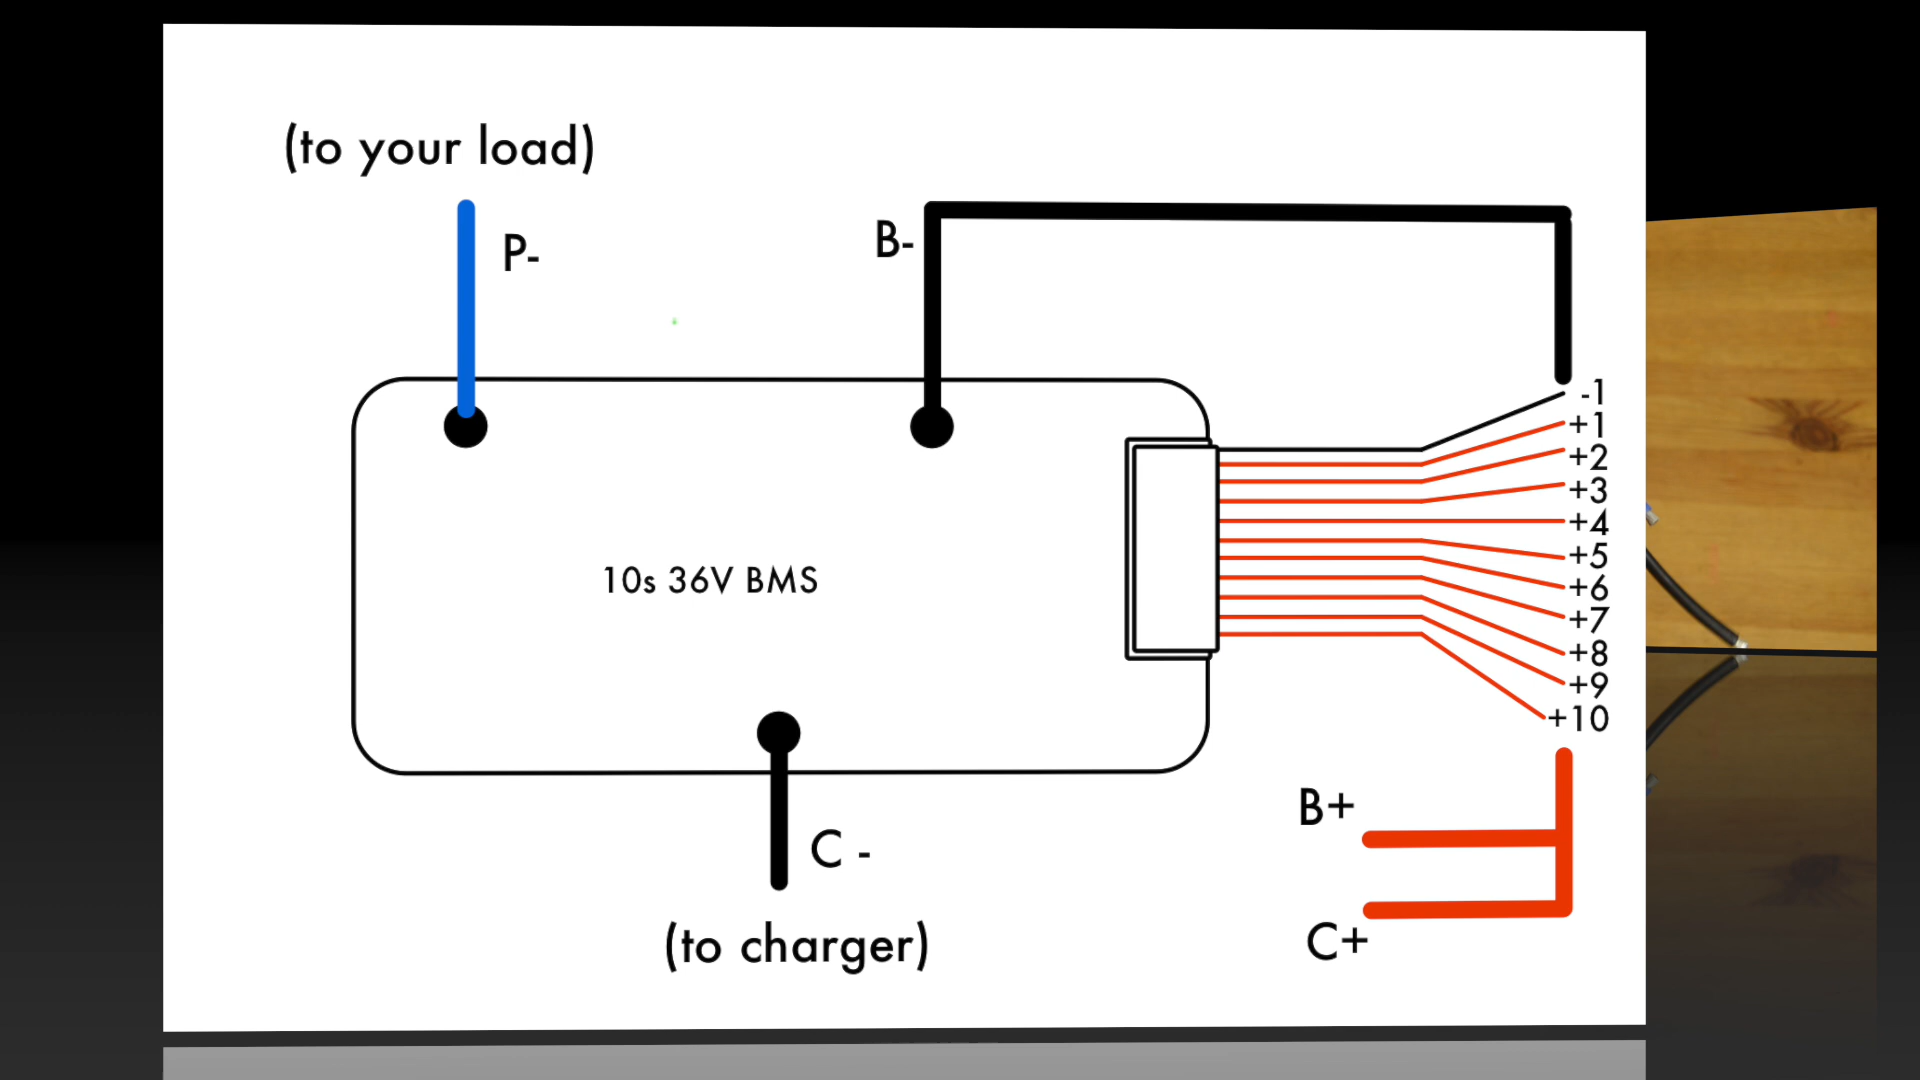 (to your load)
P-
B-
-1
+1
+2
+3
+4
+5
+6
+7
+8
+9
+10
10s 36V BMS
C -
(to charger)
B+
C+